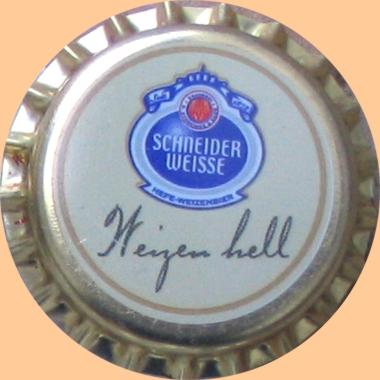 SCHNEIDER
WEISSE
HEFE-WEIZENBIER
Weizen hell